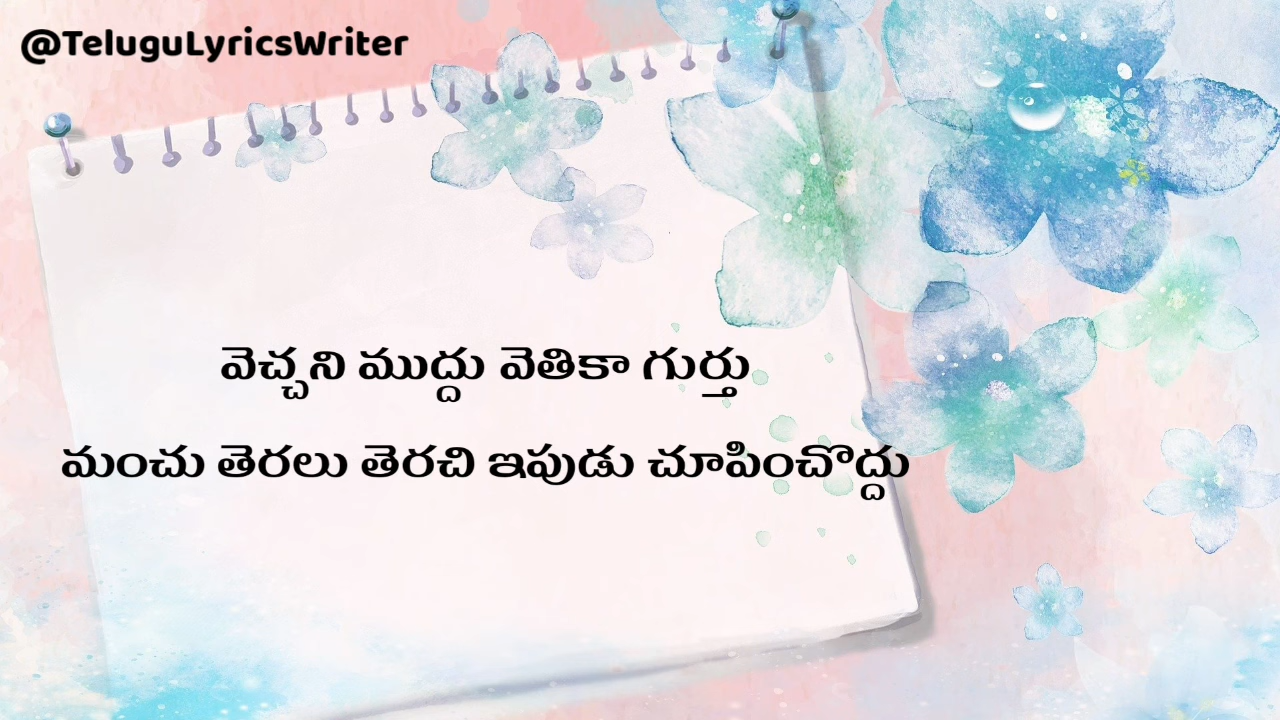 @TeluguLyricsWriter
వెచ్చని ముద్దు వెతికా గుర్తు
మంచు తెరలు తెరచి ఇపుడు చూపించొద్దు